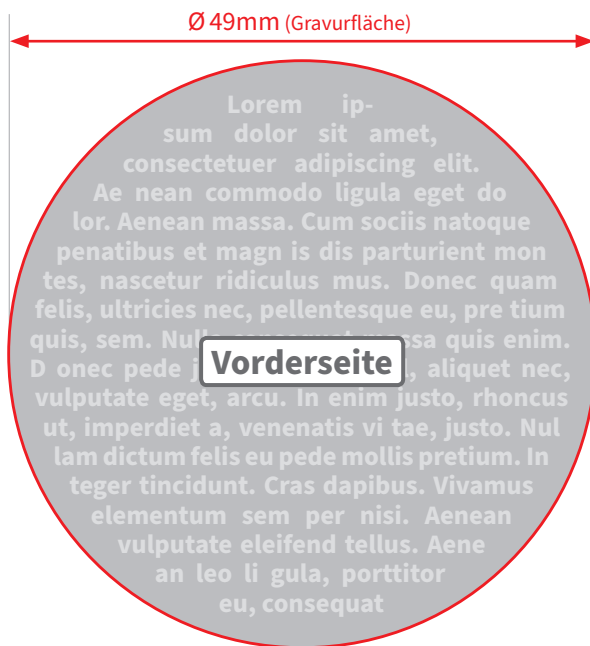 Ø 49mm (Gravurfläche)
Lorem ip-
sum dolor sit amet,
consectetuer adipiscing elit.
Ae nean commodo ligula eget do
lor. Aenean massa. Cum sociis natoque
penatibus et magn is dis parturient mon
tes, nascetur ridiculus mus. Donec quam
felis, ultricies nec, pellentesque eu, pre tium
quis, sem. quis enim.
D onec pede aliquet nec,
Vorderseite
vulputate eget, arcu. In enim justo, rhoncus
ut, imperdiet a, venenatis vi tae, justo. Nul
lam dictum felis eu pede mollis pretium. In
teger tincidunt. Cras dapibus. Vivamus
elementum sem per nisi. Aenean
vulputate eleifend tellus. Aene
an leo li gula, porttitor
eu, consequat